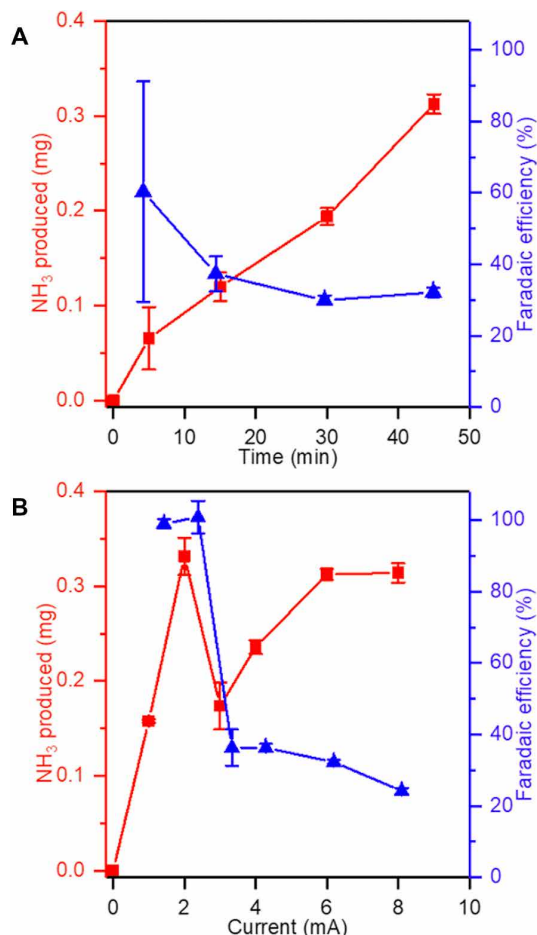 A
NH₃ produced (mg)
0.4
0.3
0.2
0.1
0.0
100
80
60
40
20
0
Faradaic efficiency (%)
0 10 20 30 40 50
Time (min)
B
NH₃ produced (mg)
0.4
0.3
0.2
0.1
0.0
100
80
60
40
20
0
Faradaic efficiency (%)
0 2 4 6 8 10
Current (mA)